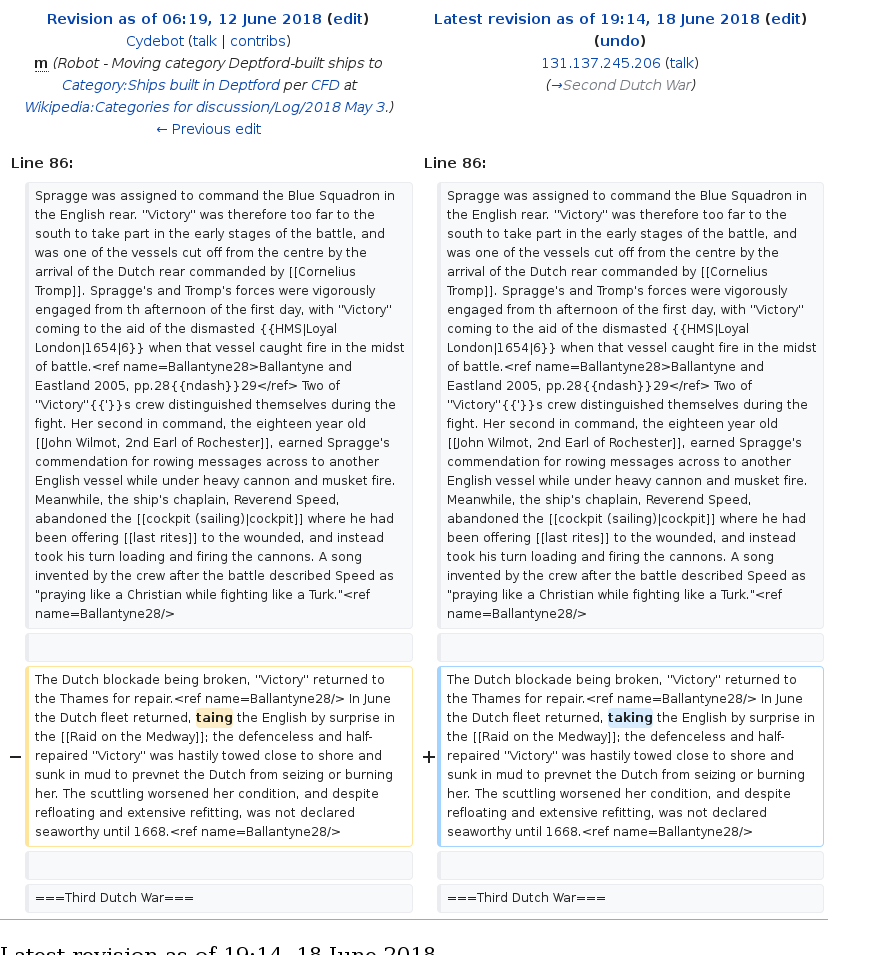 Revision as of 06:19, 12 June 2018 (edit)
Cydebot (talk | contribs)
m (Robot - Moving category Deptford-built ships to
Category:Ships built in Deptford per CFD at
Wikipedia:Categories for discussion/Log/2018 May 3.)
← Previous edit
Latest revision as of 19:14, 18 June 2018 (edit)
(undo)
131.137.245.206 (talk)
(→Second Dutch War)
Line 86:
Line 86:
Spragge was assigned to command the Blue Squadron in
the English rear. ''Victory'' was therefore too far to the
south to take part in the early stages of the battle, and
was one of the vessels cut off from the centre by the
arrival of the Dutch rear commanded by [[Cornelius
Tromp]]. Spragge's and Tromp's forces were vigorously
engaged from th afternoon of the first day, with ''Victory''
coming to the aid of the dismasted {{HMS|Loyal
London|1654|6}} when that vessel caught fire in the midst
of battle.<ref name=Ballantyne28>Ballantyne and
Eastland 2005, pp.28{{ndash}}29</ref> Two of
''Victory''{{'}}s crew distinguished themselves during the
fight. Her second in command, the eighteen year old
[[John Wilmot, 2nd Earl of Rochester]], earned Spragge's
commendation for rowing messages across to another
English vessel while under heavy cannon and musket fire.
Meanwhile, the ship's chaplain, Reverend Speed,
abandoned the [[cockpit (sailing)|cockpit]] where he had
been offering [[last rites]] to the wounded, and instead
took his turn loading and firing the cannons. A song
invented by the crew after the battle described Speed as
"praying like a Christian while fighting like a Turk."<ref
name=Ballantyne28/>
Spragge was assigned to command the Blue Squadron in
the English rear. ''Victory'' was therefore too far to the
south to take part in the early stages of the battle, and
was one of the vessels cut off from the centre by the
arrival of the Dutch rear commanded by [[Cornelius
Tromp]]. Spragge's and Tromp's forces were vigorously
engaged from th afternoon of the first day, with ''Victory''
coming to the aid of the dismasted {{HMS|Loyal
London|1654|6}} when that vessel caught fire in the midst
of battle.<ref name=Ballantyne28>Ballantyne and
Eastland 2005, pp.28{{ndash}}29</ref> Two of
''Victory''{{'}}s crew distinguished themselves during the
fight. Her second in command, the eighteen year old
[[John Wilmot, 2nd Earl of Rochester]], earned Spragge's
commendation for rowing messages across to another
English vessel while under heavy cannon and musket fire.
Meanwhile, the ship's chaplain, Reverend Speed,
abandoned the [[cockpit (sailing)|cockpit]] where he had
been offering [[last rites]] to the wounded, and instead
took his turn loading and firing the cannons. A song
invented by the crew after the battle described Speed as
"praying like a Christian while fighting like a Turk."<ref
name=Ballantyne28/>
−
The Dutch blockade being broken, ''Victory'' returned to
the Thames for repair.<ref name=Ballantyne28/> In June
the Dutch fleet returned, taing the English by surprise in
the [[Raid on the Medway]]; the defenceless and half-
repaired ''Victory'' was hastily towed close to shore and
sunk in mud to prevnet the Dutch from seizing or burning
her. The scuttling worsened her condition, and despite
refloating and extensive refitting, was not declared
seaworthy until 1668.<ref name=Ballantyne28/>
+
The Dutch blockade being broken, ''Victory'' returned to
the Thames for repair.<ref name=Ballantyne28/> In June
the Dutch fleet returned, taking the English by surprise in
the [[Raid on the Medway]]; the defenceless and half-
repaired ''Victory'' was hastily towed close to shore and
sunk in mud to prevnet the Dutch from seizing or burning
her. The scuttling worsened her condition, and despite
refloating and extensive refitting, was not declared
seaworthy until 1668.<ref name=Ballantyne28/>
===Third Dutch War===
===Third Dutch War===
Latest revision as of 19:14, 18 June 2018